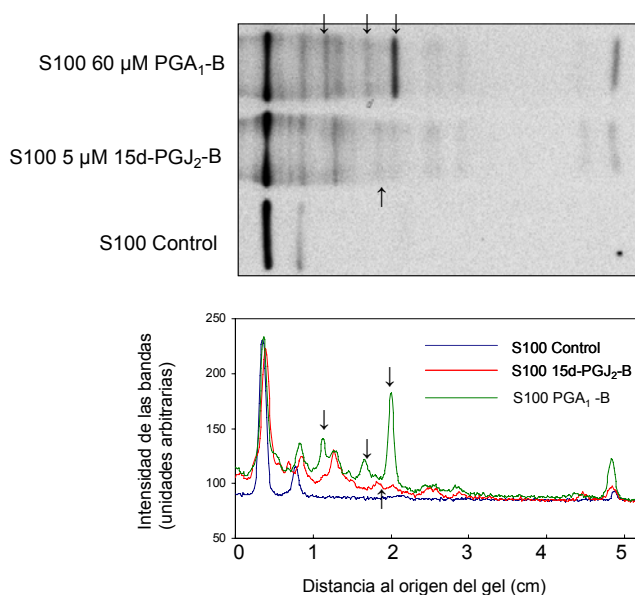 S100 60 µM PGA₁-B
S100 5 µM 15d-PGJ₂-B
S100 Control
Intensidad de las bandas
(unidades arbitrarias)
250
200
150
100
50
S100 Control
S100 15d-PGJ₂-B
S100 PGA₁ -B
0
1
2
3
4
5
Distancia al origen del gel (cm)